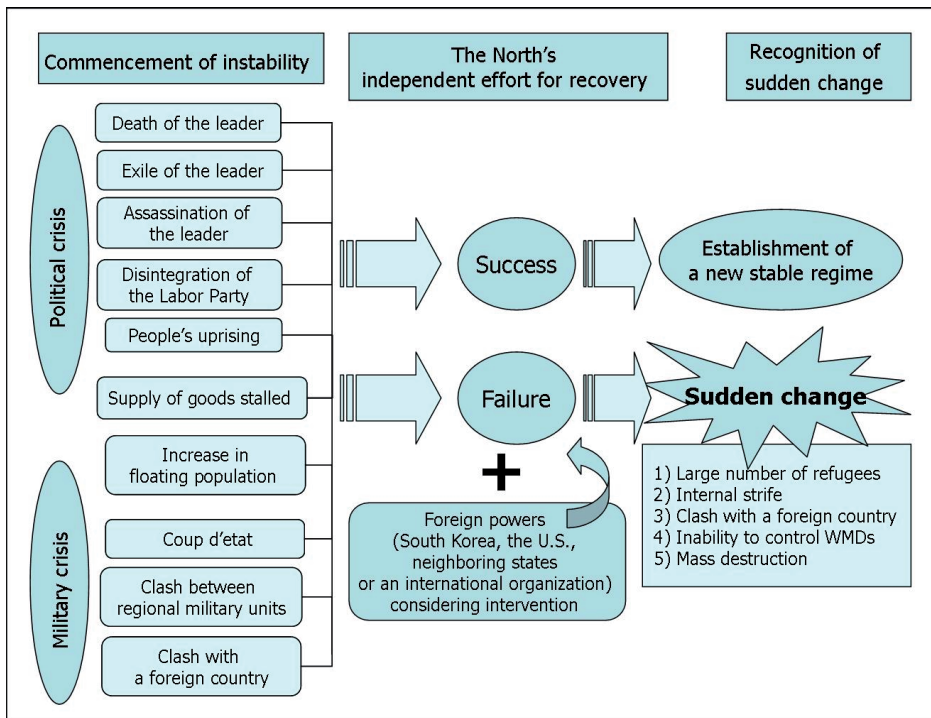 Commencement of instability
The North's
independent effort for recovery
Recognition of
sudden change
Political crisis
Death of the leader
Exile of the leader
Assassination of
the leader
Disintegration of
the Labor Party
People's uprising
Supply of goods stalled
Military crisis
Increase in
floating population
Coup d'etat
Clash between
regional military units
Clash with
a foreign country
Success
Establishment of
a new stable regime
Failure
Sudden change
+
Foreign powers
(South Korea, the U.S.,
neighboring states
or an international organization)
considering intervention
1) Large number of refugees
2) Internal strife
3) Clash with a foreign country
4) Inability to control WMDs
5) Mass destruction